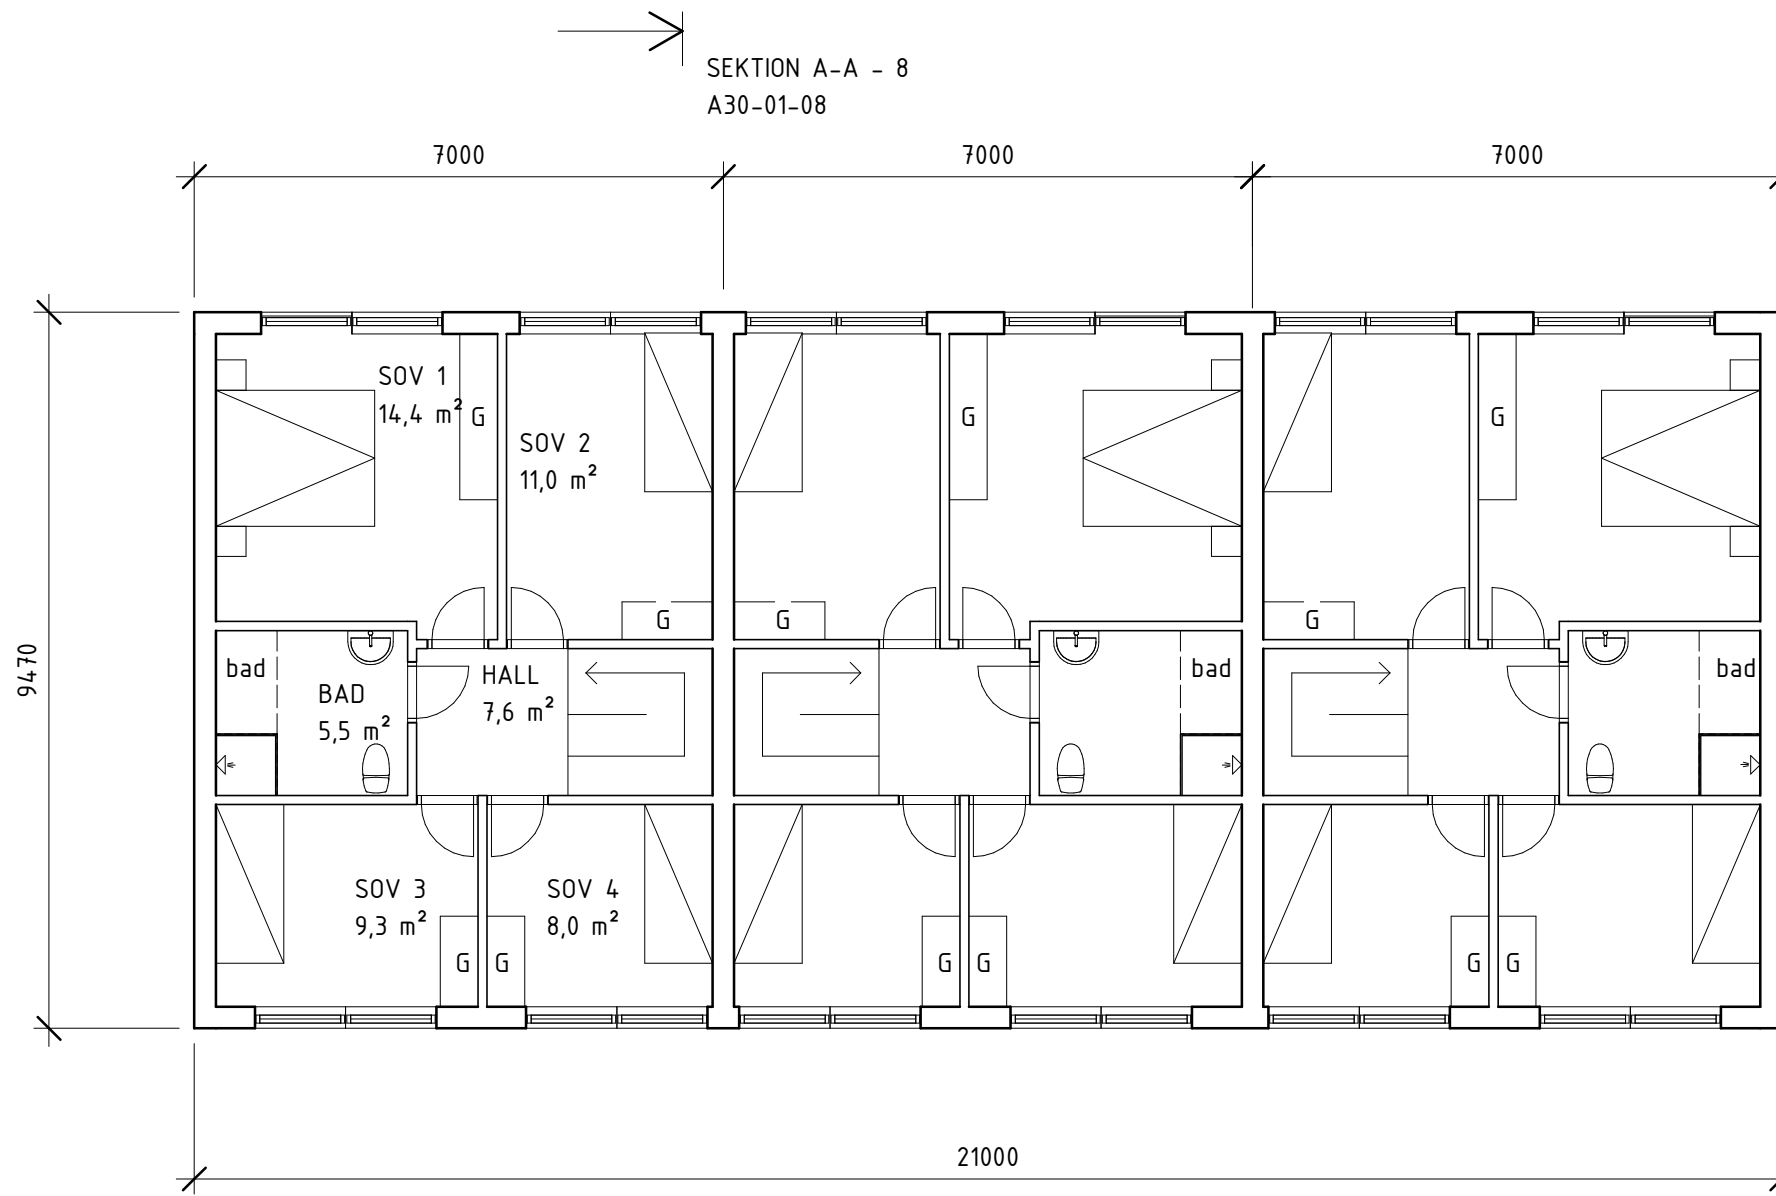 SEKTION A-A - 8
A30-01-08
7000
7000
7000
SOV 1
14,4 m²
G
SOV 2
11,0 m²
G
G
G
G
G
G
9470
bad
BAD
5,5 m²
HALL
7,6 m²
bad
bad
SOV 3
9,3 m²
SOV 4
8,0 m²
G
G
G
G
G
G
21000